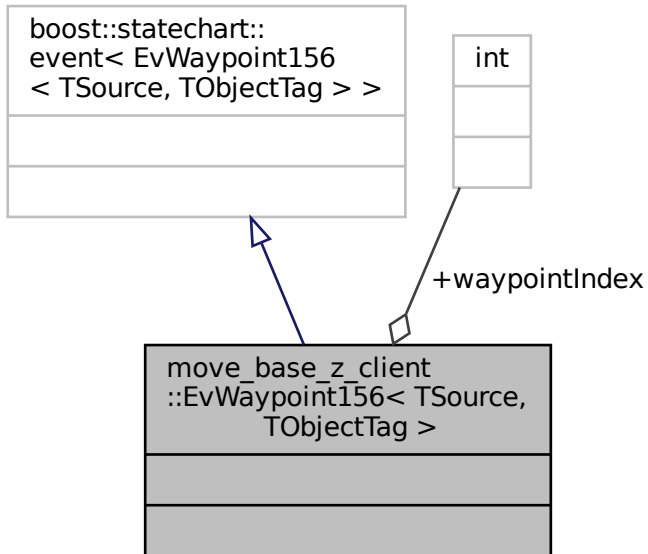 boost::statechart::
event< EvWaypoint156
< TSource, TObjectTag > >
int
+waypointIndex
move_base_z_client
::EvWaypoint156< TSource,
TObjectTag >